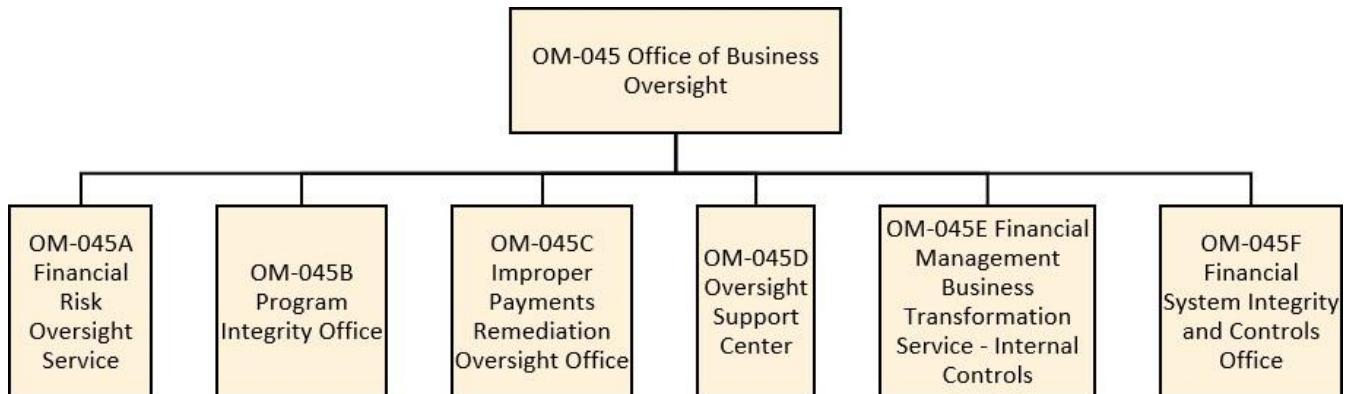 OM-045 Office of Business
Oversight
OM-045A
Financial
Risk
Oversight
Service
OM-045B
Program
Integrity Office
OM-045C
Improper
Payments
Remediation
Oversight Office
OM-045D
Oversight
Support
Center
OM-045E Financial
Management
Business
Transformation
Service - Internal
Controls
OM-045F
Financial
System Integrity
and Controls
Office